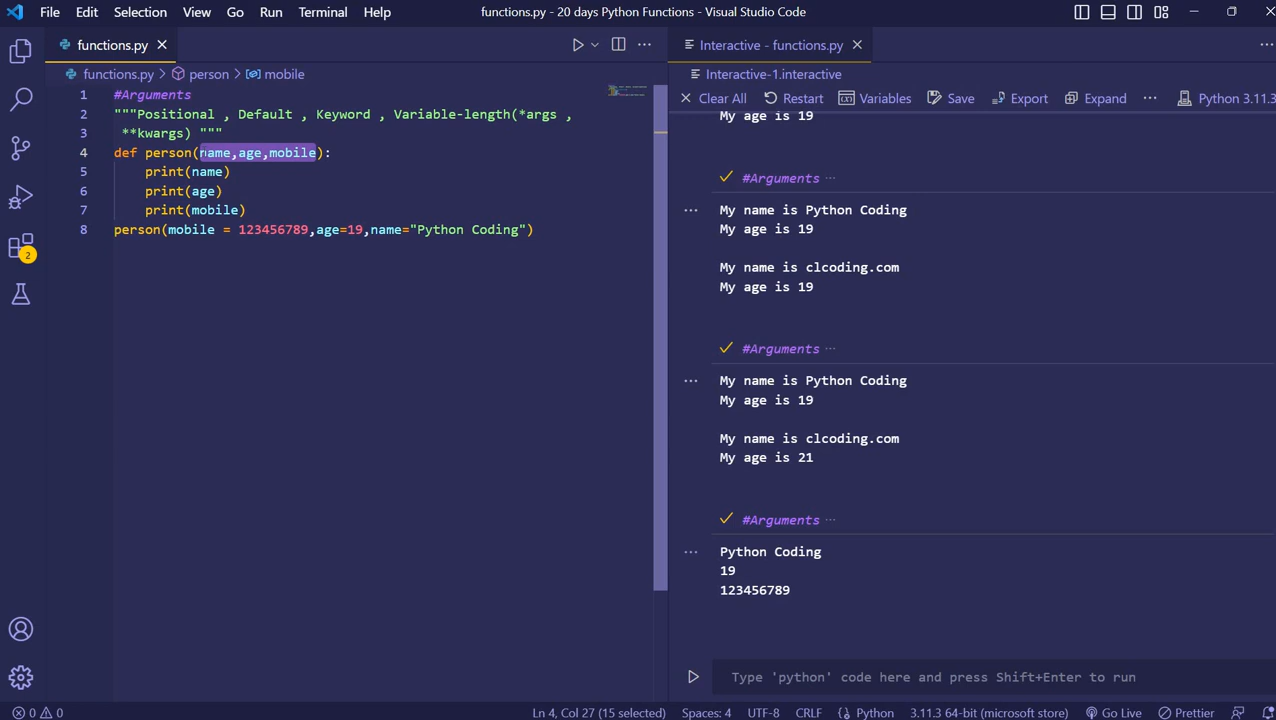 File Edit Selection View Go Run Terminal Help functions.py - 20 days Python Functions - Visual Studio Code
functions.py
functions.py > person > mobile
1 #Arguments
2 """Positional , Default , Keyword , Variable-length(*args ,
3 **kwargs) """
4 def person(name,age,mobile):
5 print(name)
6 print(age)
7 print(mobile)
8 person(mobile = 123456789,age=19,name="Python Coding")
Interactive - functions.py
Interactive-1.interactive
Clear All Restart Variables Save Export Expand ... Python 3.11.3
My age is 19
#Arguments ...
My name is Python Coding
My age is 19
My name is clcoding.com
My age is 19
#Arguments ...
My name is Python Coding
My age is 19
My name is clcoding.com
My age is 21
#Arguments ...
Python Coding
19
123456789
Type 'python' code here and press Shift+Enter to run
2
0 0 Ln 4, Col 27 (15 selected) Spaces: 4 UTF-8 CRLF Python 3.11.3 64-bit (microsoft store) Go Live Prettier